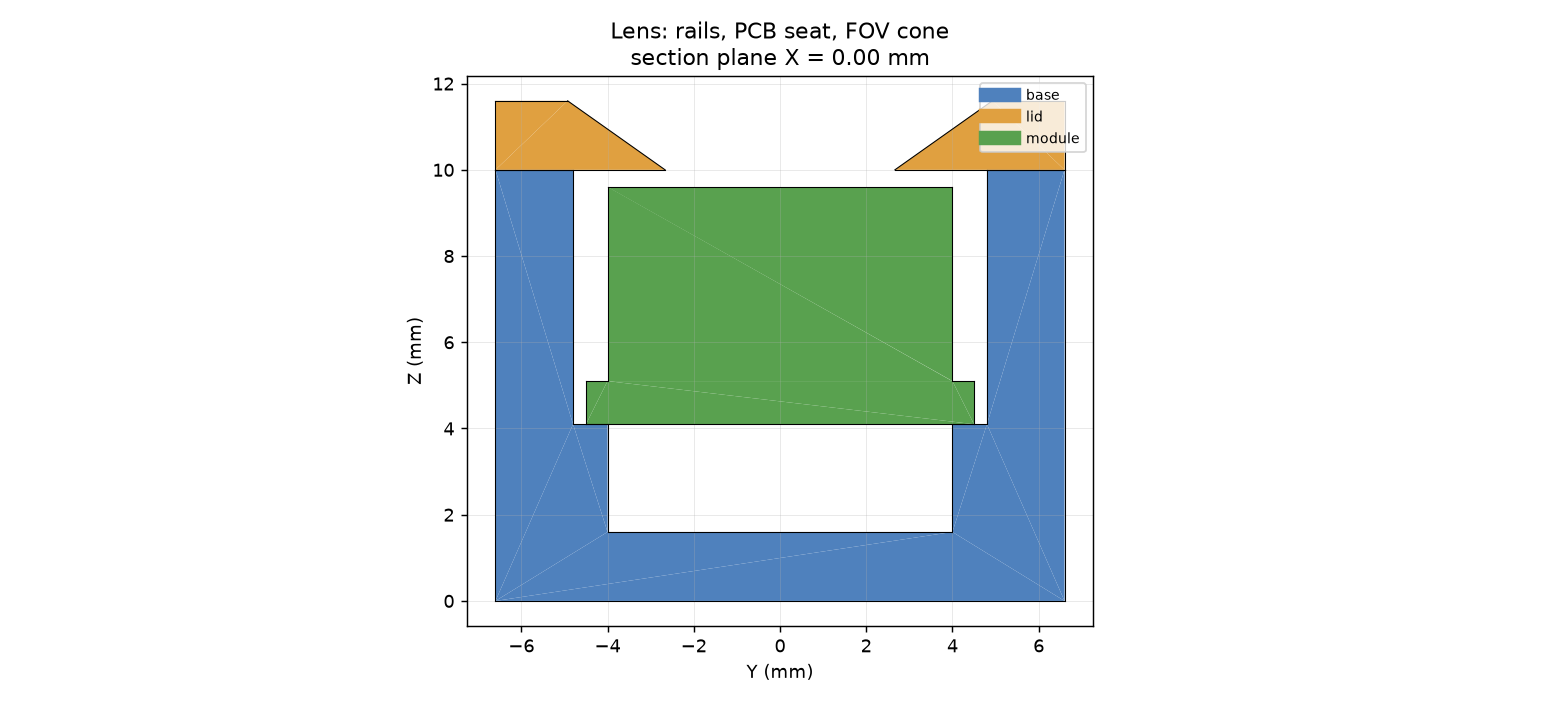 Lens: rails, PCB seat, FOV cone
section plane X = 0.00 mm
base
lid
module
12
10
8
6
4
2
0
Z (mm)
−6
−4
−2
0
2
4
6
Y (mm)